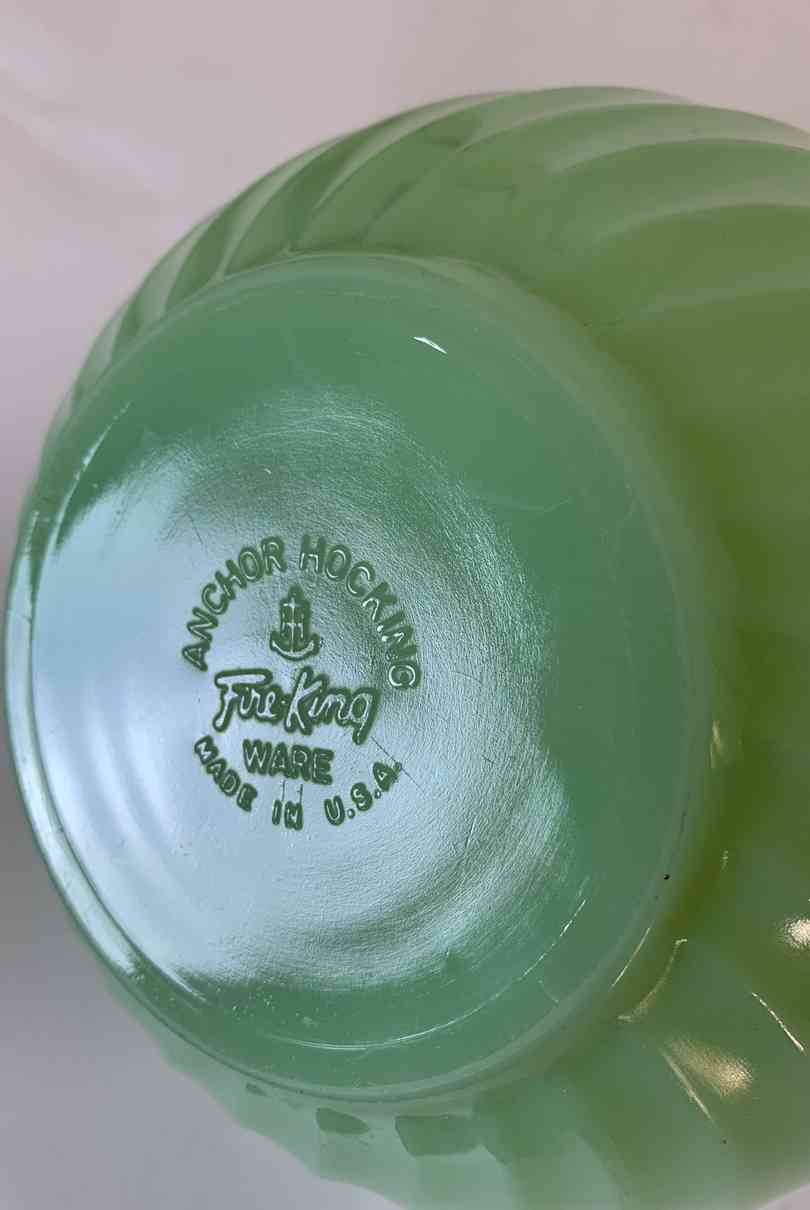 ANCHOR HOCKING
Fire-King
WARE
MADE IN U.S.A.